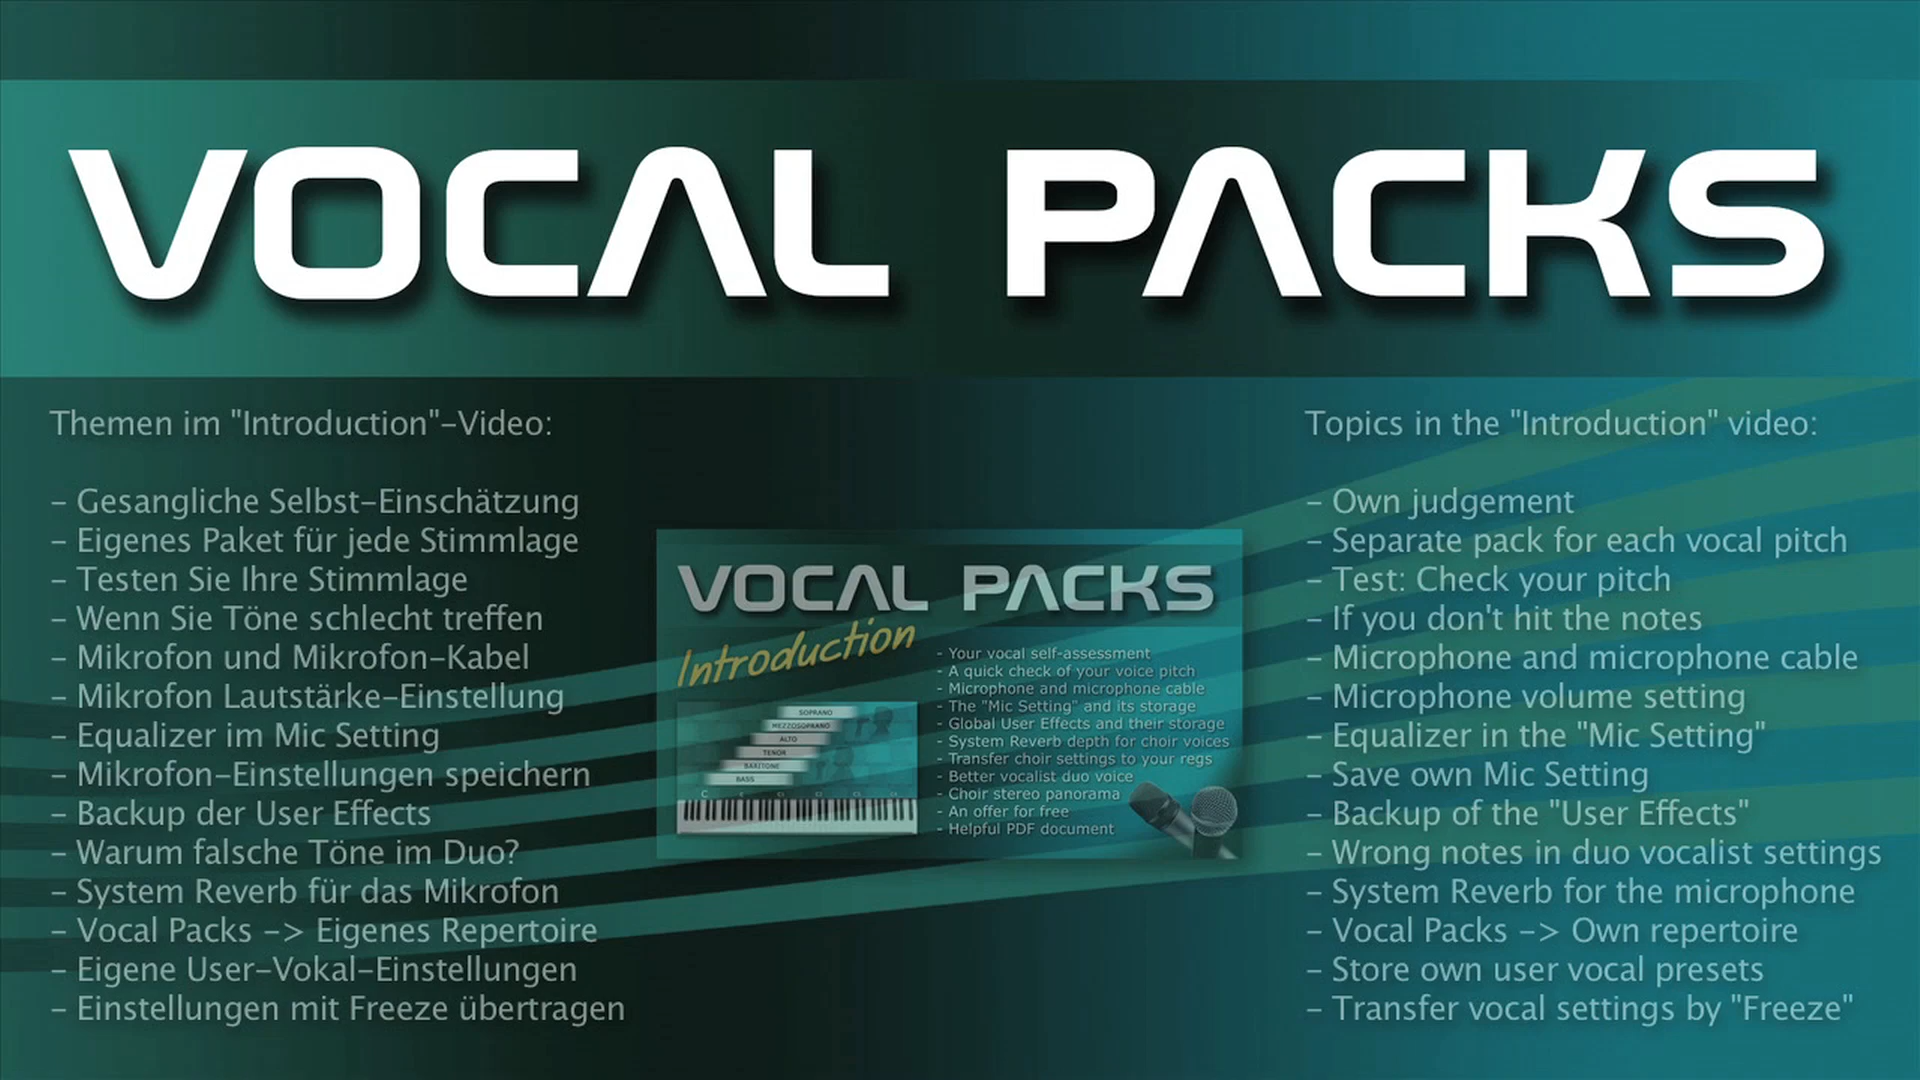 VOCAL PACKS
Themen im "Introduction"-Video:
- Gesangliche Selbst-Einschätzung
- Eigenes Paket für jede Stimmlage
- Testen Sie Ihre Stimmlage
- Wenn Sie Töne schlecht treffen
- Mikrofon und Mikrofon-Kabel
- Mikrofon Lautstärke-Einstellung
- Equalizer im Mic Setting
- Mikrofon-Einstellungen speichern
- Backup der User Effects
- Warum falsche Töne im Duo?
- System Reverb für das Mikrofon
- Vocal Packs -> Eigenes Repertoire
- Eigene User-Vokal-Einstellungen
- Einstellungen mit Freeze übertragen
VOCAL PACKS
Introduction
- Your vocal self-assessment
- A quick check of your voice pitch
- Microphone and microphone cable
- The "Mic Setting" and its storage
- Global User Effects and their storage
- System Reverb depth for choir voices
- Transfer choir settings to your regs
- Better vocalist duo voice
- Choir stereo panorama
- An offer for free
- Helpful PDF document
SOPRANO
MEZZOSOPRANO
ALTO
TENOR
BARITONE
BASS
C
Topics in the "Introduction" video:
- Own judgement
- Separate pack for each vocal pitch
- Test: Check your pitch
- If you don't hit the notes
- Microphone and microphone cable
- Microphone volume setting
- Equalizer in the "Mic Setting"
- Save own Mic Setting
- Backup of the "User Effects"
- Wrong notes in duo vocalist settings
- System Reverb for the microphone
- Vocal Packs -> Own repertoire
- Store own user vocal presets
- Transfer vocal settings by "Freeze"